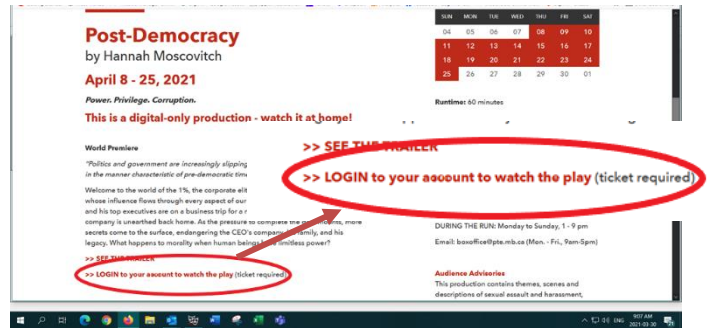 Post-Democracy
by Hannah Moscovitch
April 8 - 25, 2021
Power. Privilege. Corruption.
This is a digital-only production - watch it at home!
World Premiere
"Politics and government are increasingly slipping
in the manner characteristic of pre-democratic tim
Welcome to the world of the 1%, the corporate elit
whose influence flows through every aspect of our
and his top executives are on a business trip for a r
company is unearthed back home. As the pressure to complete the
more
secrets come to the surface, endangering the CEO's company, family, and his
legacy. What happens to morality when human beings have limitless power?
>> SEE THE TRAILER
>> LOGIN to your account to watch the play (ticket required)
SUN MON TUE WED THU FRI SAT
04 05 06 07 08 09 10
11 12 13 14 15 16 17
18 19 20 21 22 23 24
25 26 27 28 29 30 01
Runtime: 60 minutes
>> SEE THE TRAILER
>> LOGIN to your account to watch the play (ticket required)
DURING THE RUN: Monday to Sunday, 1 - 9 pm
Email: boxoffice@pte.mb.ca (Mon. - Fri., 9am-5pm)
Audience Advisories
This production contains themes, scenes and
descriptions of sexual assault and harassment,
ENG
9:07 AM
2021-03-30